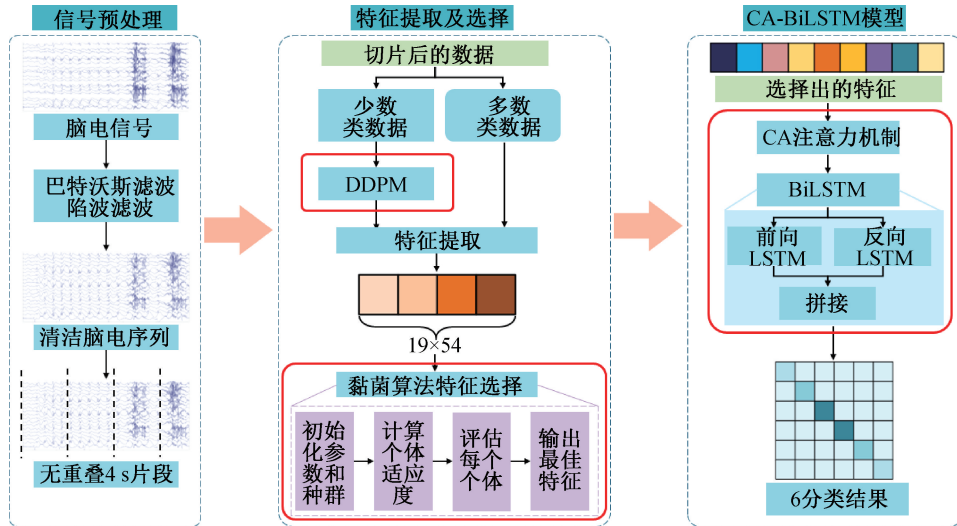 信号预处理
脑电信号
巴特沃斯滤波
陷波滤波
清洁脑电序列
无重叠4 s片段
特征提取及选择
切片后的数据
少数
类数据
多数
类数据
DDPM
特征提取
19×54
黏菌算法特征选择
初始
化参
数和
种群
计算
个体
适应
度
评估
每个
个体
输出
最佳
特征
CA-BiLSTM模型
选择出的特征
CA注意力机制
BiLSTM
前向
LSTM
反向
LSTM
拼接
6分类结果